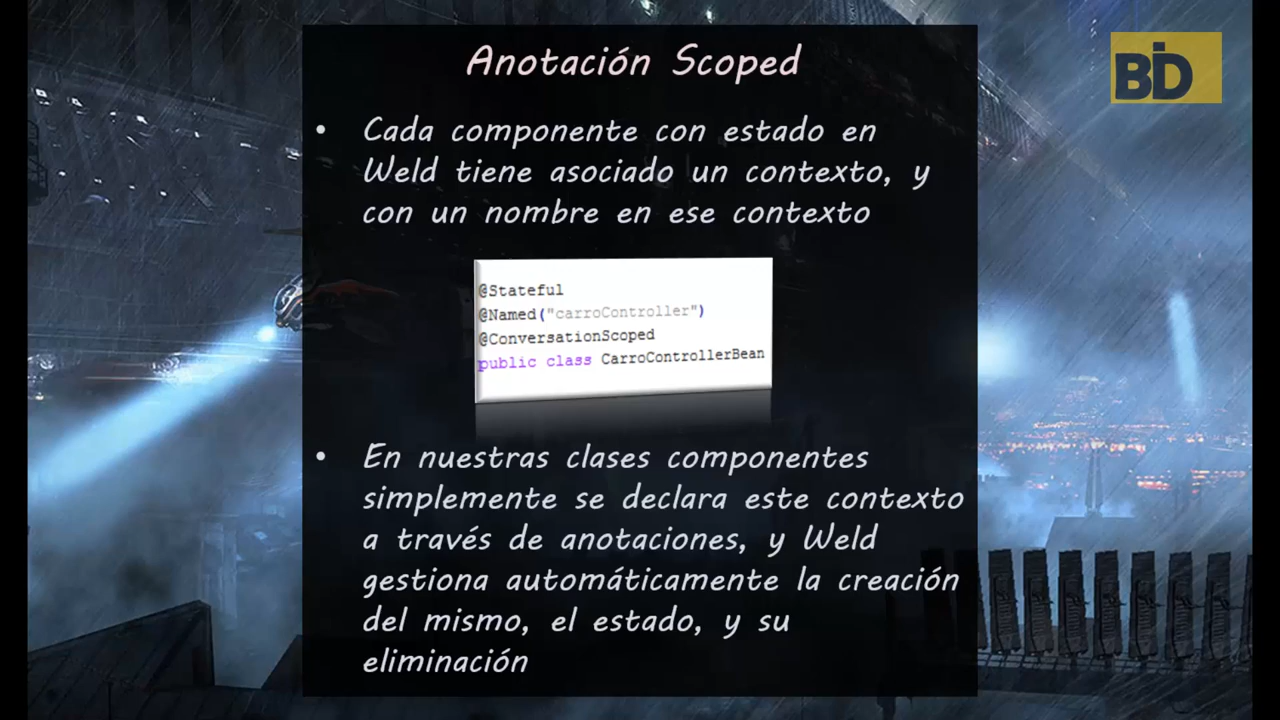 Anotación Scoped
BID
• Cada componente con estado en
Weld tiene asociado un contexto, y
con un nombre en ese contexto
@Stateful
@Named("carroController")
@ConversationScoped
public class CarroControllerBean
• En nuestras clases componentes
simplemente se declara este contexto
a través de anotaciones, y Weld
gestiona automáticamente la creación
del mismo, el estado, y su
eliminación